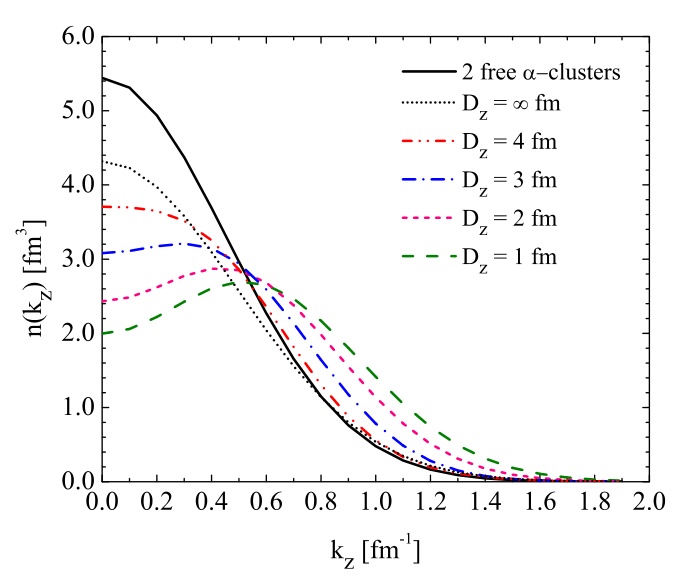 6.0
5.0
4.0
3.0
2.0
1.0
0.0
n(k_z) [fm^3]
2 free α−clusters
D_z = ∞ fm
D_z = 4 fm
D_z = 3 fm
D_z = 2 fm
D_z = 1 fm
0.0 0.2 0.4 0.6 0.8 1.0 1.2 1.4 1.6 1.8 2.0
k_z [fm^-1]